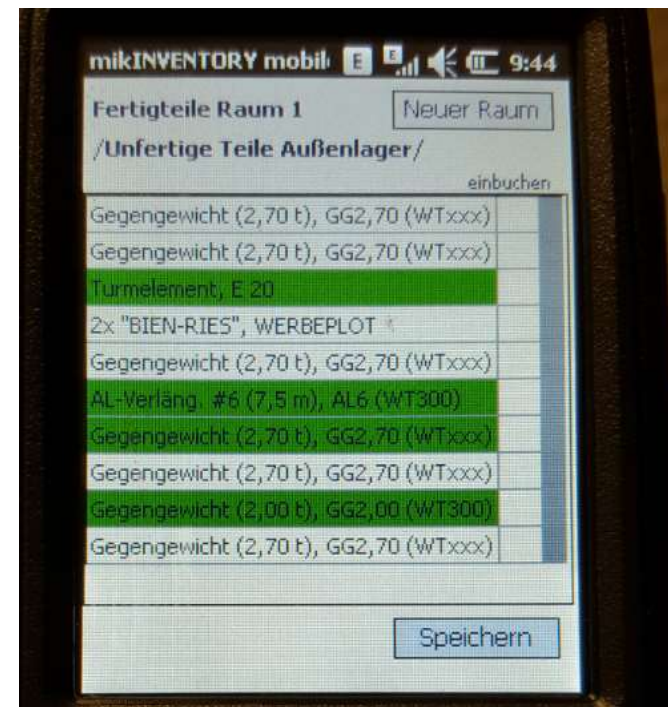 mikINVENTORY mobil E E 9:44
Fertigteile Raum 1 Neuer Raum
/Unfertige Teile Außenlager/
einbuchen
Gegengewicht (2,70 t), GG2,70 (WTxxx)
Gegengewicht (2,70 t), GG2,70 (WTxxx)
Turmelement, E 20
2x "BIEN-RIES", WERBEPLOT
Gegengewicht (2,70 t), GG2,70 (WTxxx)
AL-Verläng. #6 (7,5 m), AL6 (WT300)
Gegengewicht (2,70 t), GG2,70 (WTxxx)
Gegengewicht (2,70 t), GG2,70 (WTxxx)
Gegengewicht (2,00 t), GG2,00 (WT300)
Gegengewicht (2,70 t), GG2,70 (WTxxx)
Speichern